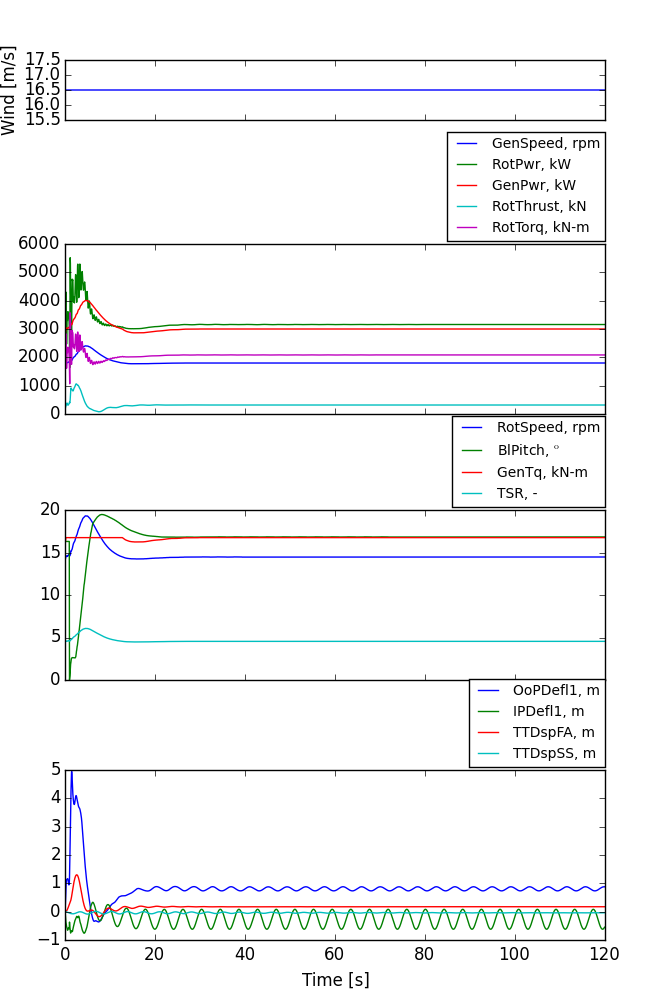 Wind [m/s]
17.5
17.0
16.5
16.0
15.5
GenSpeed, rpm
RotPwr, kW
GenPwr, kW
RotThrust, kN
RotTorq, kN-m
6000
5000
4000
3000
2000
1000
0
RotSpeed, rpm
BlPitch, °
GenTq, kN-m
TSR, -
20
15
10
5
0
OoPDefl1, m
IPDefl1, m
TTDspFA, m
TTDspSS, m
5
4
3
2
1
0
−1
0 20 40 60 80 100 120
Time [s]